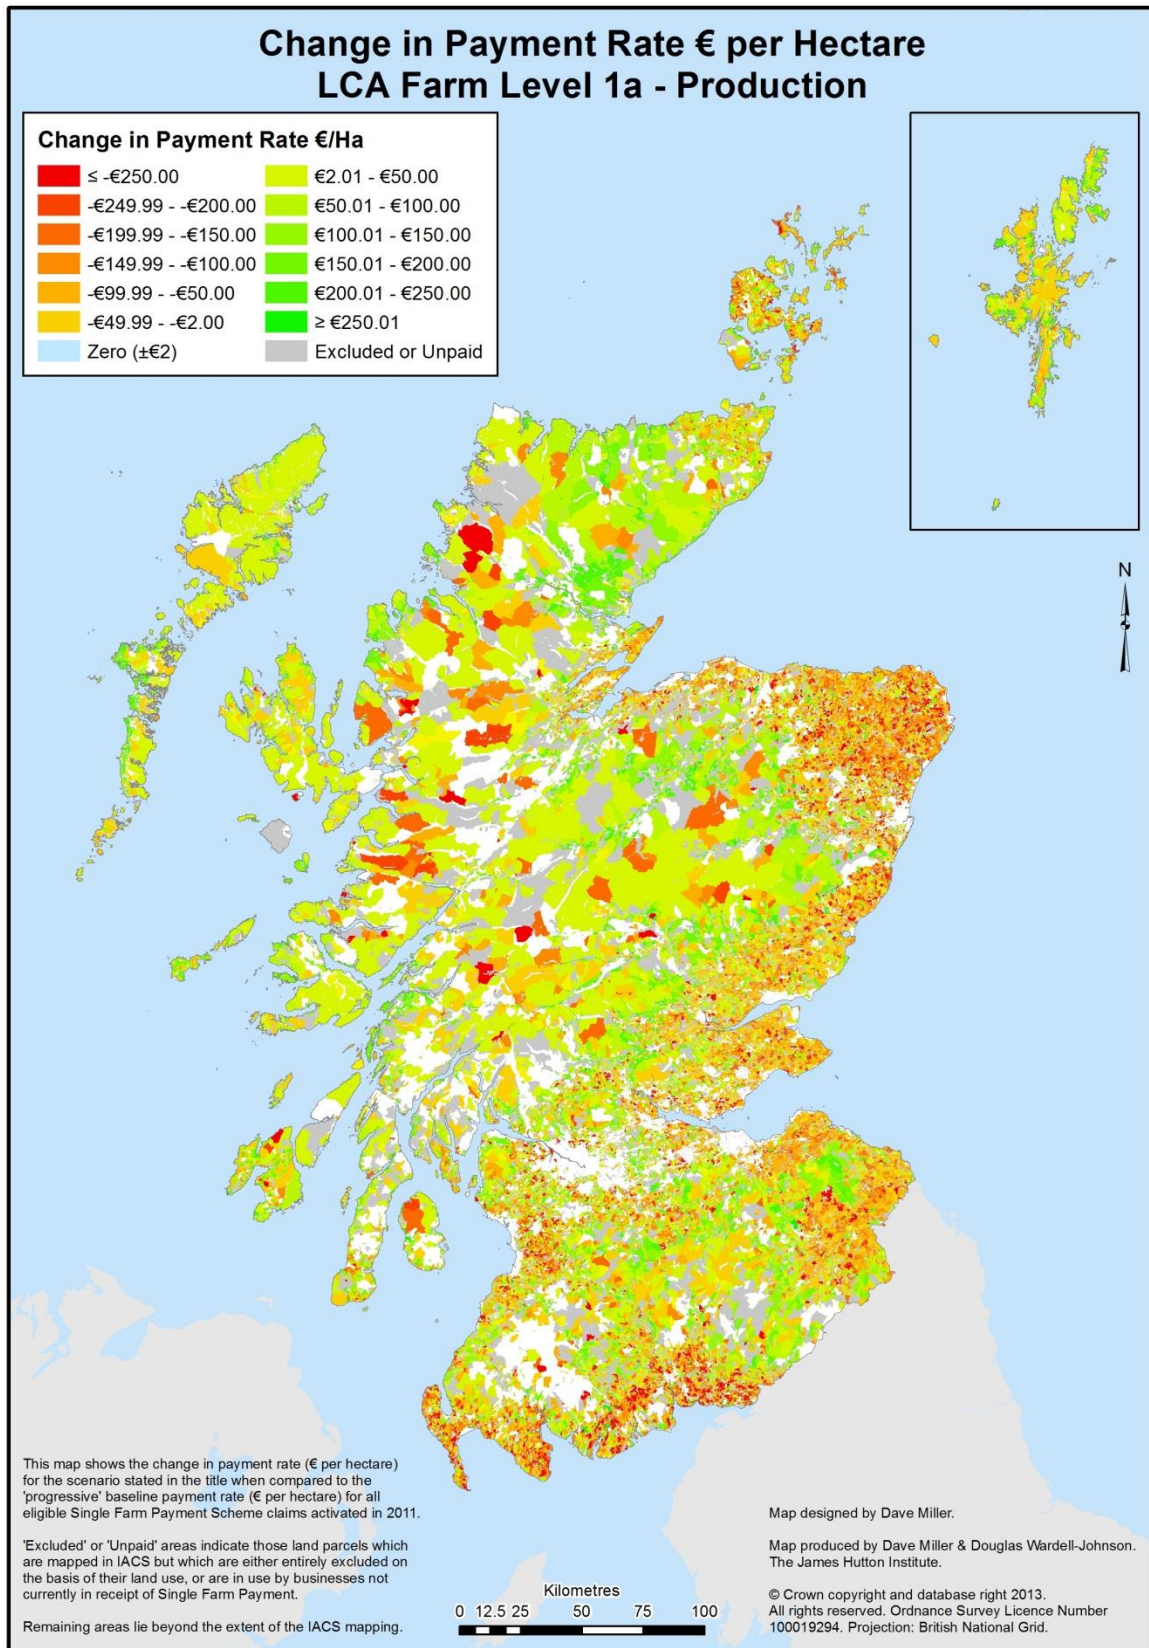 Change in Payment Rate € per Hectare
LCA Farm Level 1a - Production
Change in Payment Rate €/Ha
≤ -€250.00
-€249.99 - -€200.00
-€199.99 - -€150.00
-€149.99 - -€100.00
-€99.99 - -€50.00
-€49.99 - -€2.00
Zero (±€2)
€2.01 - €50.00
€50.01 - €100.00
€100.01 - €150.00
€150.01 - €200.00
€200.01 - €250.00
≥ €250.01
Excluded or Unpaid
N
This map shows the change in payment rate (€ per hectare)
for the scenario stated in the title when compared to the
'progressive' baseline payment rate (€ per hectare) for all
eligible Single Farm Payment Scheme claims activated in 2011.
'Excluded' or 'Unpaid' areas indicate those land parcels which
are mapped in IACS but which are either entirely excluded on
the basis of their land use, or are in use by businesses not
currently in receipt of Single Farm Payment.
Remaining areas lie beyond the extent of the IACS mapping.
Kilometres
0 12.5 25 50 75 100
Map designed by Dave Miller.
Map produced by Dave Miller & Douglas Wardell-Johnson.
The James Hutton Institute.
© Crown copyright and database right 2013.
All rights reserved. Ordnance Survey Licence Number
100019294. Projection: British National Grid.